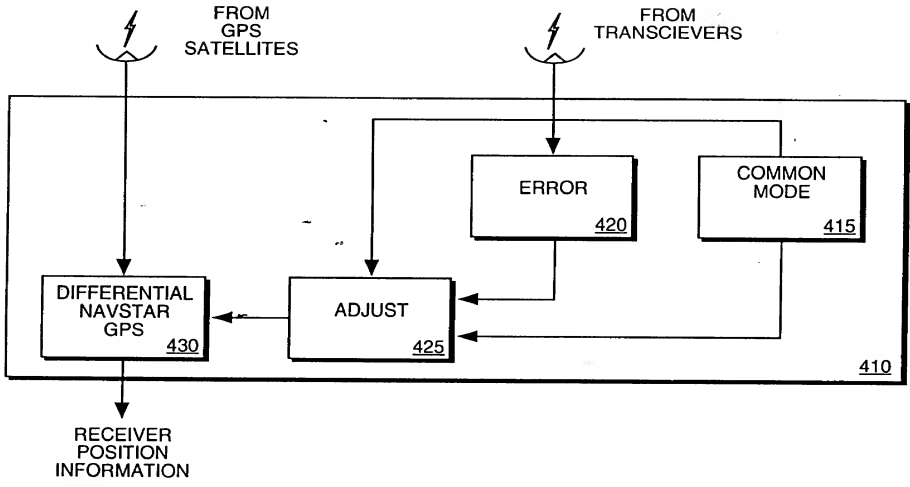 FROM
GPS
SATELLITES
FROM
TRANSCIEVERS
ERROR
420
COMMON
MODE
415
DIFFERENTIAL
NAVSTAR
GPS
430
ADJUST
425
410
RECEIVER
POSITION
INFORMATION